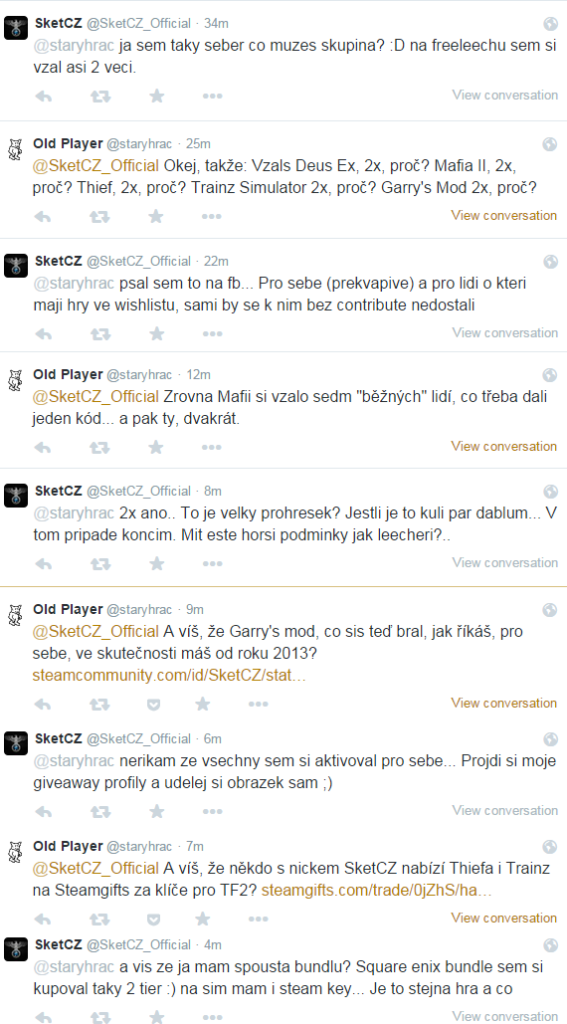 SketCZ @SketCZ_Official · 34m
@staryhrac ja sem taky seber co muzes skupina? :D na freeleechu sem si
vzal asi 2 veci.
View conversation
Old Player @staryhrac · 25m
@SketCZ_Official Okej, takže: Vzals Deus Ex, 2x, proč? Mafia II, 2x,
proč? Thief, 2x, proč? Trainz Simulator 2x, proč? Garry's Mod 2x, proč?
View conversation
SketCZ @SketCZ_Official · 22m
@staryhrac psal sem to na fb... Pro sebe (prekvapive) a pro lidi o kteri
maji hry ve wishlistu, sami by se k nim bez contribute nedostali
View conversation
Old Player @staryhrac · 12m
@SketCZ_Official Zrovna Mafii si vzalo sedm "běžných" lidí, co třeba dali
jeden kód... a pak ty, dvakrát.
View conversation
SketCZ @SketCZ_Official · 8m
@staryhrac 2x ano.. To je velky prohresek? Jestli je to kuli par dablum... V
tom pripade koncim. Mit este horsi podminky jak leecheri?..
View conversation
Old Player @staryhrac · 9m
@SketCZ_Official A víš, že Garry's mod, co sis teď bral, jak říkáš, pro
sebe, ve skutečnosti máš od roku 2013?
steamcommunity.com/id/SketCZ/stat...
View conversation
SketCZ @SketCZ_Official · 6m
@staryhrac nerikam ze vsechny sem si aktivoval pro sebe... Projdi si moje
giveaway profily a udelej si obrazek sam ;)
View conversation
Old Player @staryhrac · 7m
@SketCZ_Official A víš, že někdo s nickem SketCZ nabízí Thiefa i Trainz
na Steamgifts za klíče pro TF2? steamgifts.com/trade/0jZhS/ha...
View conversation
SketCZ @SketCZ_Official · 4m
@staryhrac a vis ze ja mam spousta bundlu? Square enix bundle sem si
kupoval taky 2 tier :) na sim mam i steam key... Je to stejna hra a co
View conversation